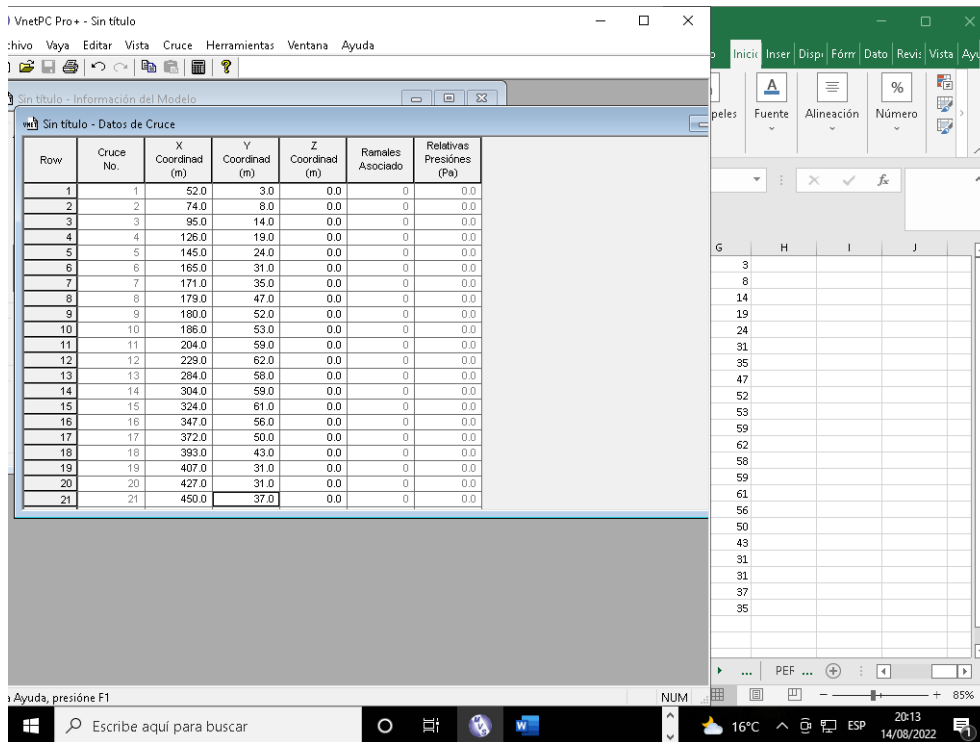 VnetPC Pro+ - Sin título
chivo Vaya Editar Vista Cruce Herramientas Ventana Ayuda
Sin título - Información del Modelo
Sin título - Datos de Cruce
Row Cruce No. X Coordinad (m) Y Coordinad (m) Z Coordinad (m) Ramales Asociado Relativas Presiónes (Pa)
1 1 52.0 3.0 0.0 0 0.0
2 2 74.0 8.0 0.0 0 0.0
3 3 95.0 14.0 0.0 0 0.0
4 4 126.0 19.0 0.0 0 0.0
5 5 145.0 24.0 0.0 0 0.0
6 6 165.0 31.0 0.0 0 0.0
7 7 171.0 35.0 0.0 0 0.0
8 8 179.0 47.0 0.0 0 0.0
9 9 180.0 52.0 0.0 0 0.0
10 10 186.0 53.0 0.0 0 0.0
11 11 204.0 59.0 0.0 0 0.0
12 12 229.0 62.0 0.0 0 0.0
13 13 284.0 58.0 0.0 0 0.0
14 14 304.0 59.0 0.0 0 0.0
15 15 324.0 61.0 0.0 0 0.0
16 16 347.0 56.0 0.0 0 0.0
17 17 372.0 50.0 0.0 0 0.0
18 18 393.0 43.0 0.0 0 0.0
19 19 407.0 31.0 0.0 0 0.0
20 20 427.0 31.0 0.0 0 0.0
21 21 450.0 37.0 0.0 0 0.0
Ayuda, presióne F1
NUM
Inicio Inser Dispo Fórm Dato Revis Vista Ayu
peles Fuente Alineación Número
%
fx
G H I J
3
8
14
19
24
31
35
47
52
53
59
62
58
59
61
56
50
43
31
31
37
35
... PEF ...
85%
Escribe aquí para buscar
16°C ESP 20:13
14/08/2022